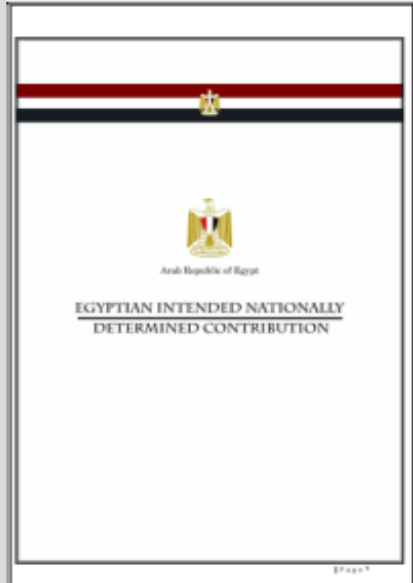 Arab Republic of Egypt
EGYPTIAN INTENDED NATIONALLY
DETERMINED CONTRIBUTION